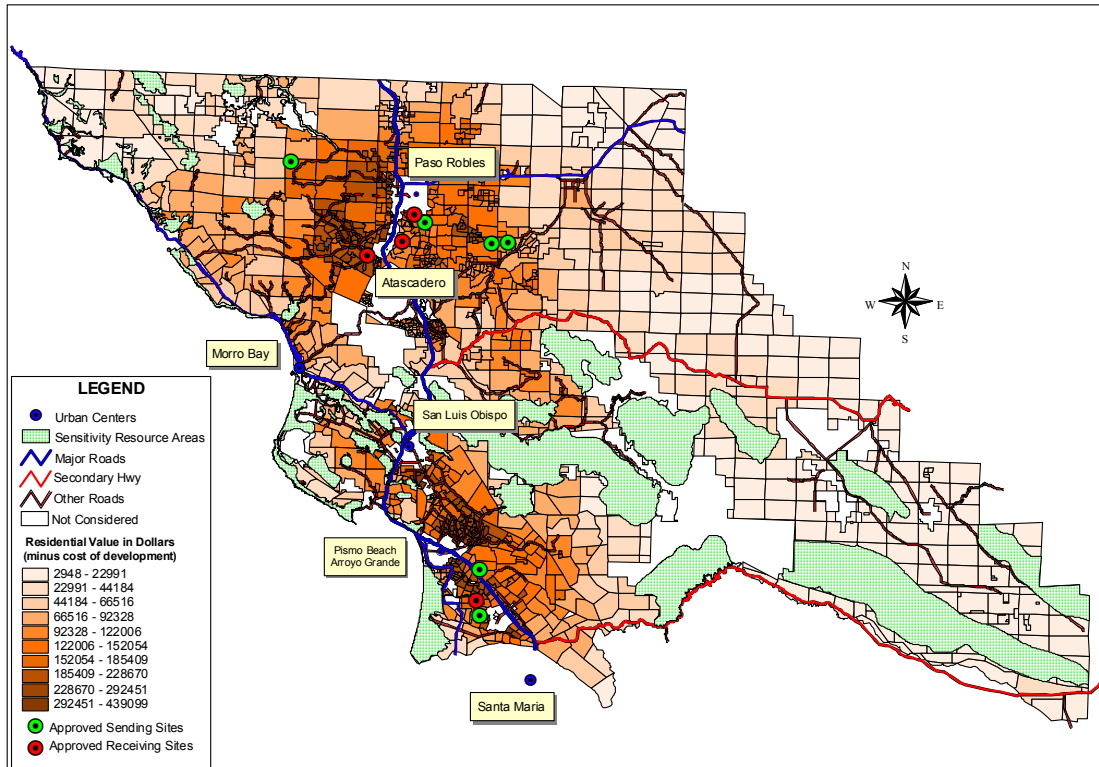 Paso Robles
Atascadero
N
W
E
S
Morro Bay
San Luis Obispo
Pismo Beach
Arroyo Grande
Santa Maria
LEGEND
Urban Centers
Sensitivity Resource Areas
Major Roads
Secondary Hwy
Other Roads
Not Considered
Residential Value in Dollars
(minus cost of development)
2948 - 22991
22991 - 44184
44184 - 66516
66516 - 92328
92328 - 122006
122006 - 152054
152054 - 185409
185409 - 228670
228670 - 292451
292451 - 439099
Approved Sending Sites
Approved Receiving Sites